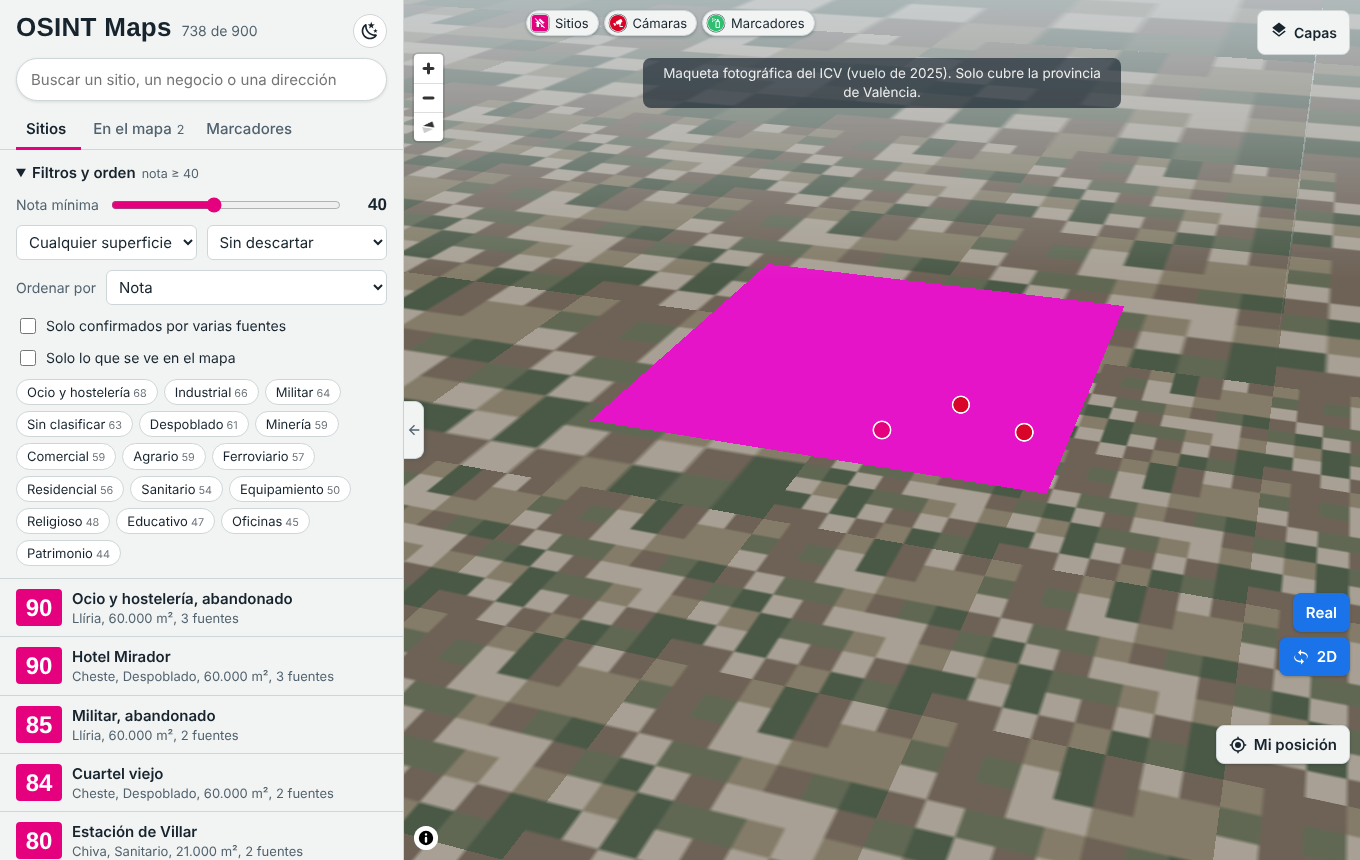 OSINT Maps 738 de 900
Buscar un sitio, un negocio o una dirección
Sitios En el mapa 2 Marcadores
Filtros y orden nota ≥ 40
Nota mínima 40
Cualquier superficie Sin descartar
Ordenar por Nota
Solo confirmados por varias fuentes
Solo lo que se ve en el mapa
Ocio y hostelería 68 Industrial 66 Militar 64
Sin clasificar 63 Despoblado 61 Minería 59
Comercial 59 Agrario 59 Ferroviario 57
Residencial 56 Sanitario 54 Equipamiento 50
Religioso 48 Educativo 47 Oficinas 45
Patrimonio 44
90 Ocio y hostelería, abandonado
Llíria, 60.000 m², 3 fuentes
90 Hotel Mirador
Cheste, Despoblado, 60.000 m², 3 fuentes
85 Militar, abandonado
Llíria, 60.000 m², 2 fuentes
84 Cuartel viejo
Cheste, Despoblado, 60.000 m², 2 fuentes
80 Estación de Villar
Chiva, Sanitario, 21.000 m², 2 fuentes
Sitios Cámaras Marcadores
Capas
Maqueta fotográfica del ICV (vuelo de 2025). Solo cubre la provincia
de València.
Real
2D
Mi posición